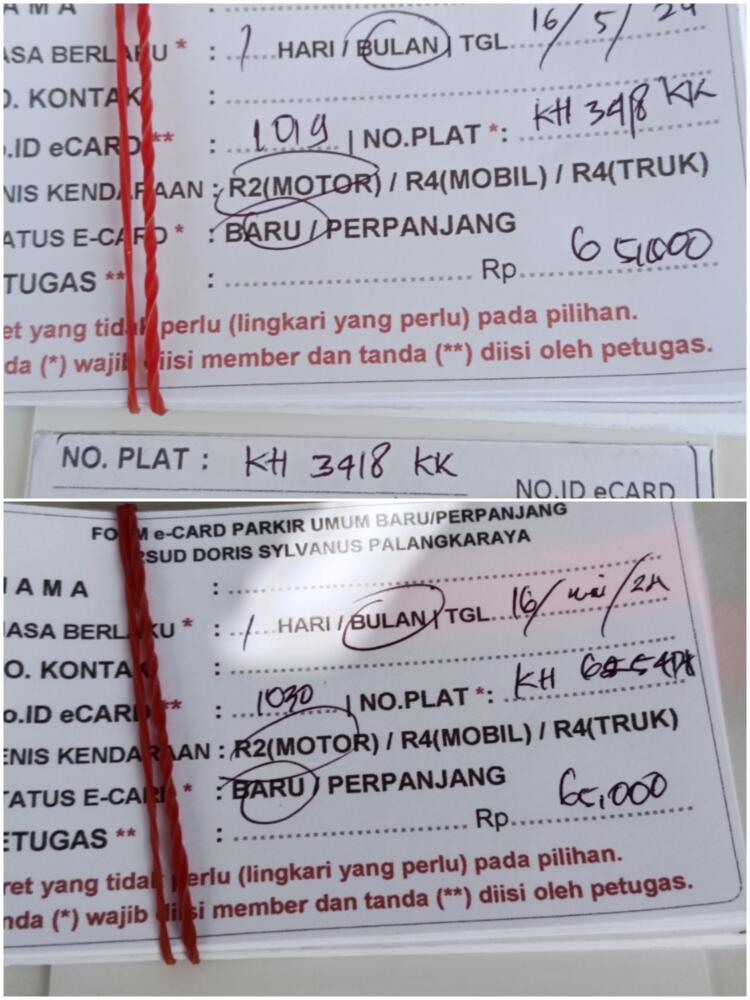 AMA
ASA BERLAKU * : 1 HARI / BULAN / TGL 16/5/24
O. KONTAK :
.ID eCARD ** : 1019 | NO.PLAT *: KH 3418 KK
NIS KENDARAAN : R2(MOTOR) / R4(MOBIL) / R4(TRUK)
ATUS E-CARD * : BARU / PERPANJANG
TUGAS ** : Rp. 65.000
et yang tidak perlu (lingkari yang perlu) pada pilihan.
da (*) wajib diisi member dan tanda (**) diisi oleh petugas.
NO. PLAT : KH 3418 KK
NO.ID eCARD
FORM e-CARD PARKIR UMUM BARU/PERPANJANG
RSUD DORIS SYLVANUS PALANGKARAYA
AMA :
ASA BERLAKU * : 1 HARI / BULAN / TGL 16/mei/24
O. KONTAK :
o.ID eCARD ** : 1030 | NO.PLAT *: KH
ENIS KENDARAAN : R2(MOTOR) / R4(MOBIL) / R4(TRUK)
TATUS E-CARD * : BARU / PERPANJANG
ETUGAS ** : Rp. 65.000
ret yang tidak perlu (lingkari yang perlu) pada pilihan.
nda (*) wajib diisi member dan tanda (**) diisi oleh petugas.